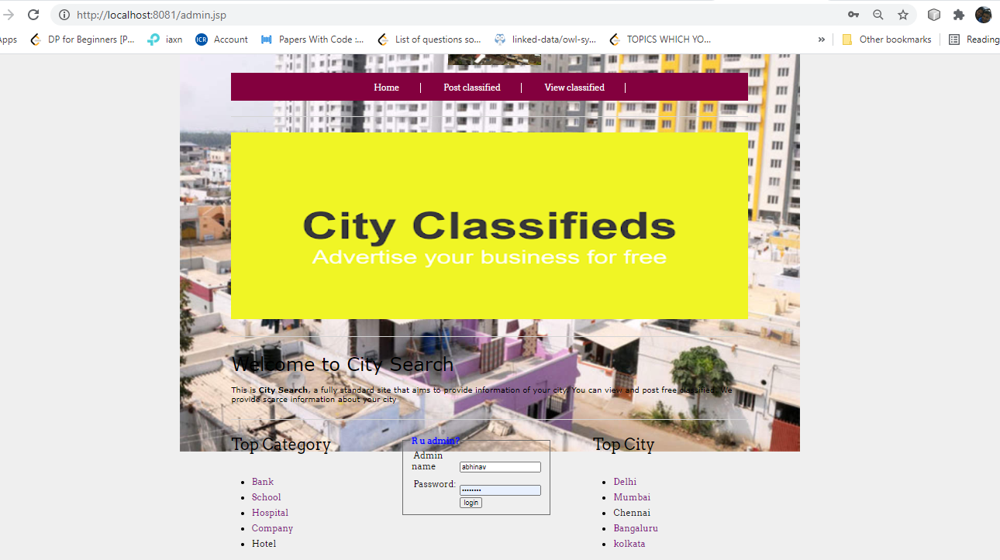 http://localhost:8081/admin.jsp
Apps DP for Beginners [P... iaxn ICR Account Papers With Code :... List of questions so... linked-data/owl-sy... TOPICS WHICH YO... » Other bookmarks Reading
Home Post classified View classified
City Classifieds
Advertise your business for free
Welcome to City Search
This is City Search, a fully standard site that aims to provide information of your city. You can view and post free classified. We
provide scarce information about your city
Top Category
R u admin?
Admin
name abhinav
Password: ••••••••
login
Top City
Bank
School
Hospital
Company
Hotel
Delhi
Mumbai
Chennai
Bangaluru
kolkata